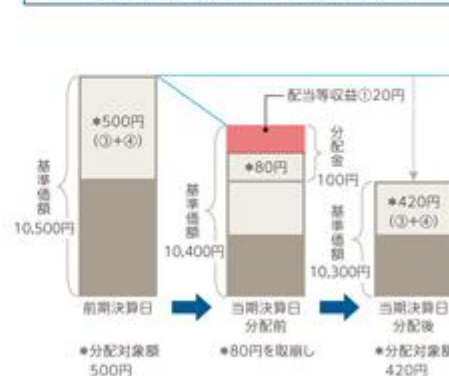 配当等収益①20円
*500円
(③+④)
分配金
*80円
100円
*420円
(③+④)
基準価額
10,500円
基準価額
10,400円
基準価額
10,300円
前期決算日
当期決算日
分配前
当期決算日
分配後
*分配対象額
500円
*80円を取崩し
*分配対象額
420円